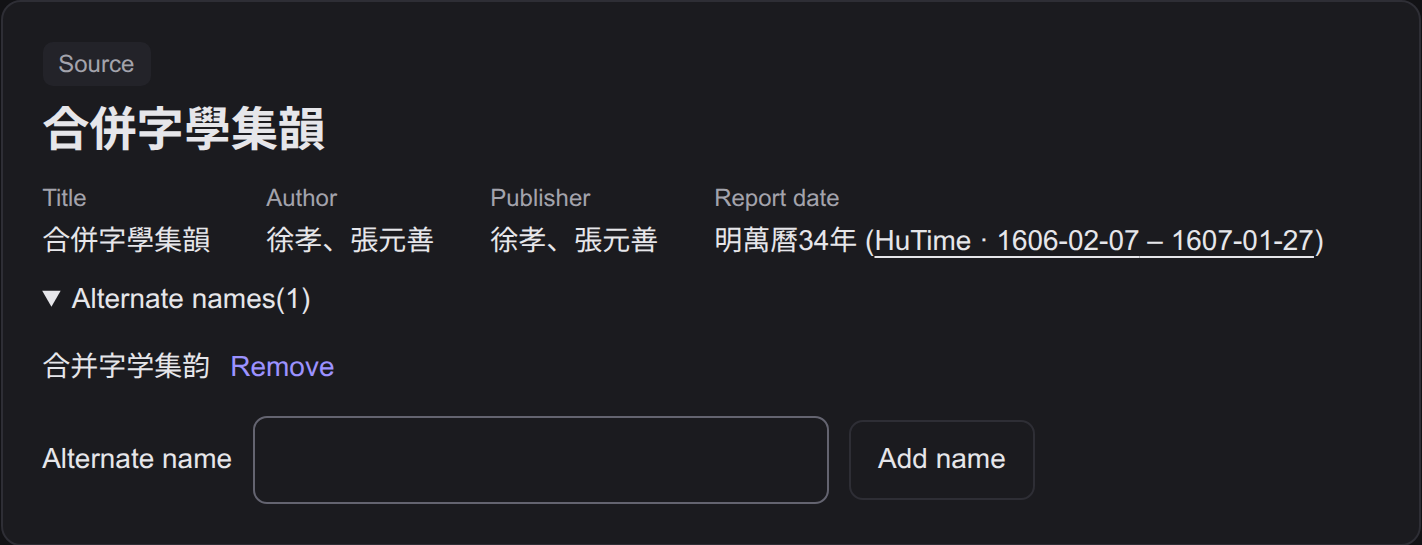 Source
合併字學集韻
Title Author Publisher Report date
合併字學集韻 徐孝、張元善 徐孝、張元善 明萬曆34年 (HuTime · 1606-02-07 – 1607-01-27)
▼ Alternate names(1)
合并字学集韵 Remove
Alternate name Add name